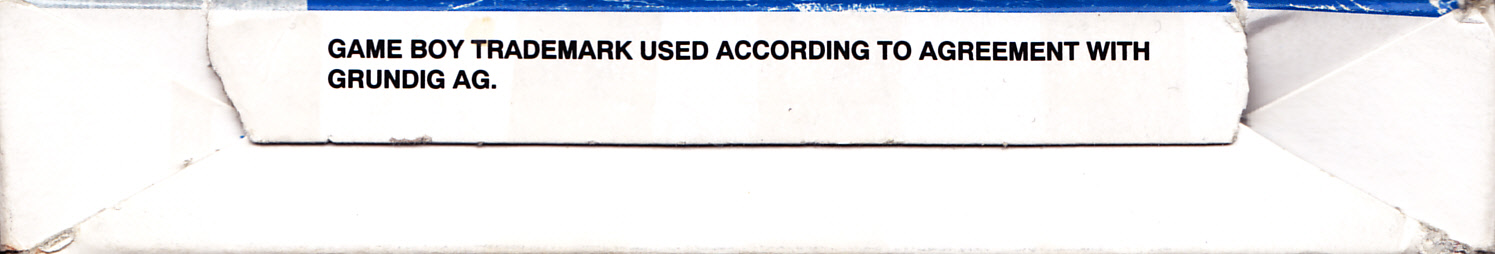 GAME BOY TRADEMARK USED ACCORDING TO AGREEMENT WITH
GRUNDIG AG.